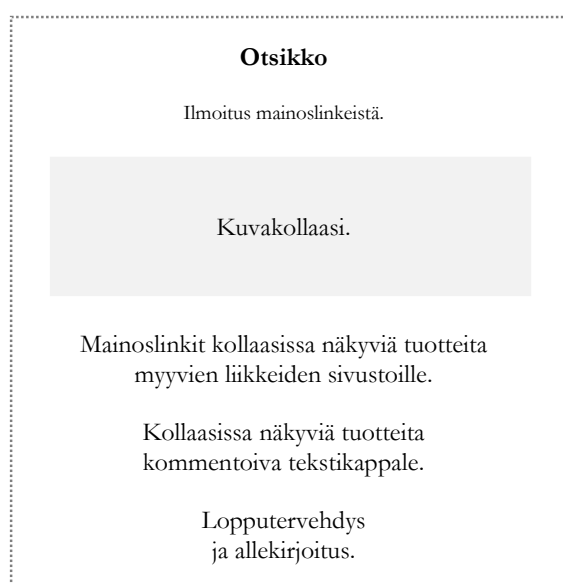 Otsikko
Ilmoitus mainoslinkeistä.
Kuvakollaasi.
Mainoslinkit kollaasissa näkyviä tuotteita
myyvien liikkeiden sivustoille.
Kollaasissa näkyviä tuotteita
kommentoiva tekstikappale.
Lopputervehdys
ja allekirjoitus.